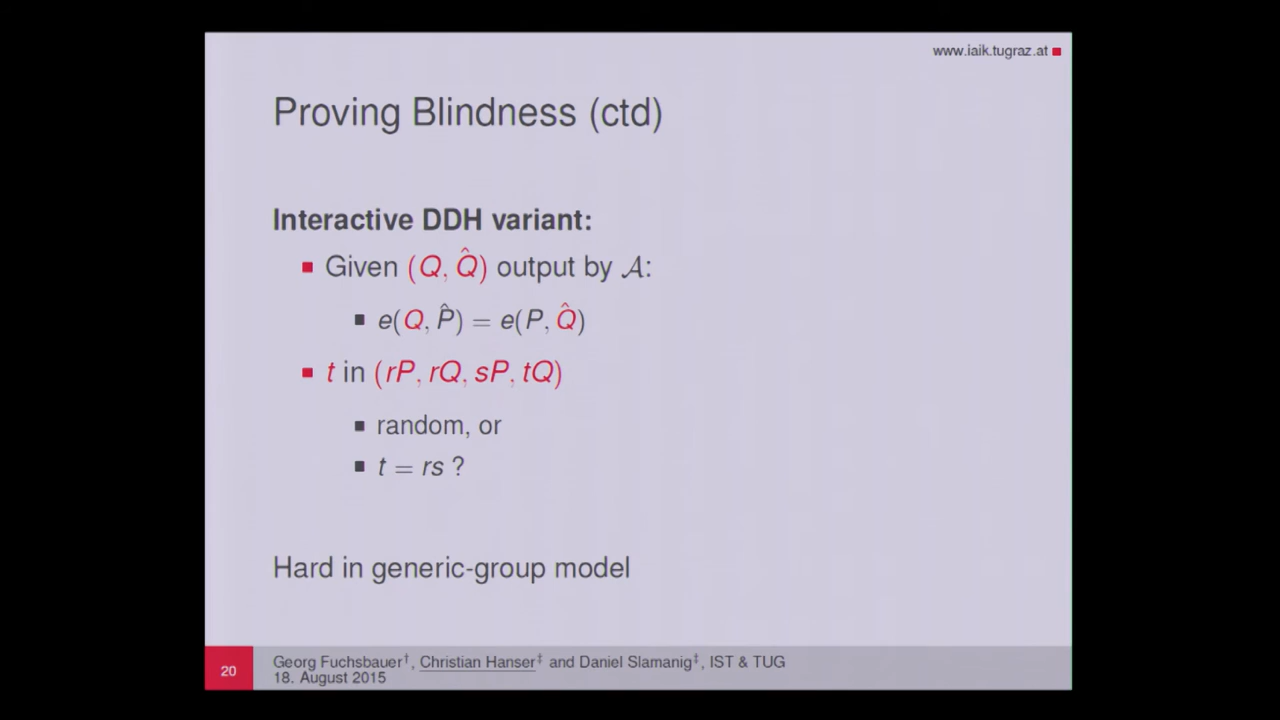 www.iaik.tugraz.at
Proving Blindness (ctd)
Interactive DDH variant:
Given (Q, Q̂) output by 𝒜:
e(Q, P̂) = e(P, Q̂)
t in (rP, rQ, sP, tQ)
random, or
t = rs ?
Hard in generic-group model
20
Georg Fuchsbauer†, Christian Hanser‡ and Daniel Slamanig‡, IST & TUG
18. August 2015